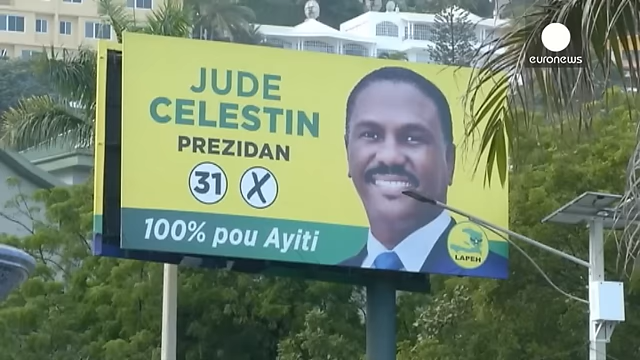 euronews
JUDE
CELESTIN
PREZIDAN
31 X
100% pou Ayiti
LAPEH